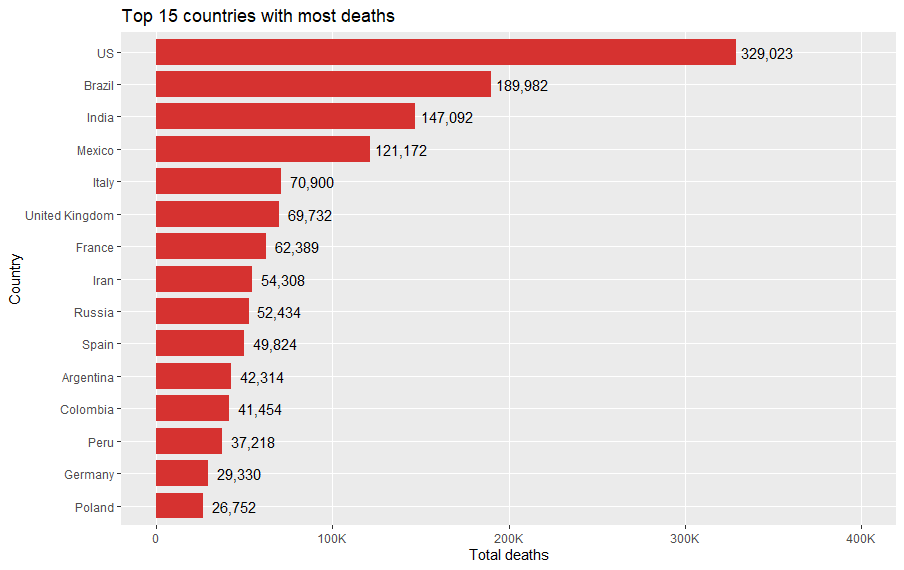 Top 15 countries with most deaths
Country
US 329,023
Brazil 189,982
India 147,092
Mexico 121,172
Italy 70,900
United Kingdom 69,732
France 62,389
Iran 54,308
Russia 52,434
Spain 49,824
Argentina 42,314
Colombia 41,454
Peru 37,218
Germany 29,330
Poland 26,752
0 100K 200K 300K 400K
Total deaths